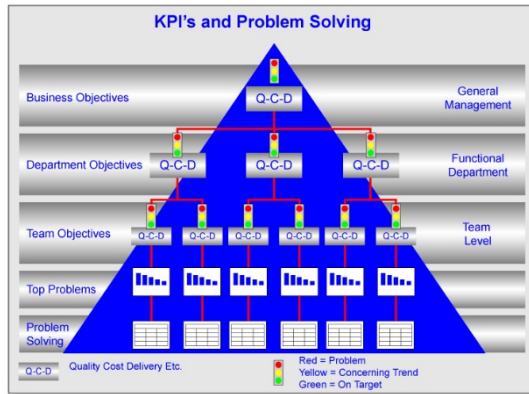 KPI's and Problem Solving
Q-C-D
Business Objectives
General
Management
Department Objectives
Q-C-D
Q-C-D
Q-C-D
Functional
Department
Team Objectives
Q-C-D
Q-C-D
Q-C-D
Q-C-D
Q-C-D
Q-C-D
Team
Level
Top Problems
Problem
Solving
Q-C-D
Quality Cost Delivery Etc.
Red = Problem
Yellow = Concerning Trend
Green = On Target